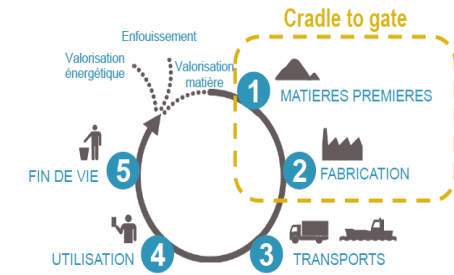 Cradle to gate
Enfouissement
Valorisation
énergétique
Valorisation
matière
1
MATIERES PREMIERES
2
FABRICATION
3
TRANSPORTS
4
UTILISATION
5
FIN DE VIE